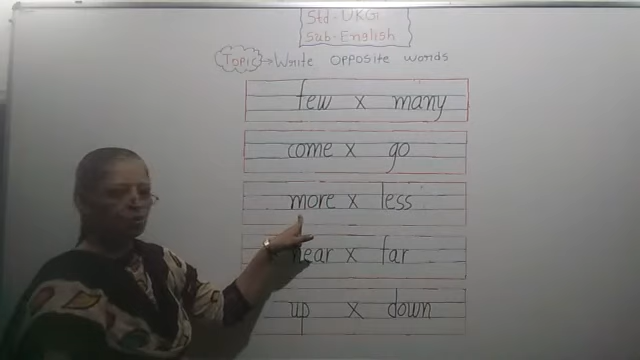 Std-UKG
Sub-English
Topic → Write opposite words
few x many
come x go
more x less
near x far
up x down